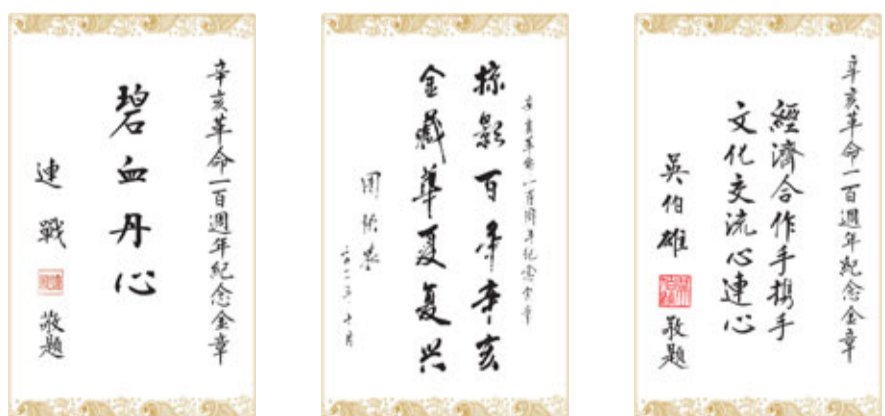 辛亥革命一百週年紀念金章
碧血丹心
連戰
敬題
辛亥革命一百周年纪念金章
掠影百年辛亥
金藏華夏复兴
二〇一一年十月
辛亥革命一百週年紀念金章
經濟合作手携手
文化交流心連心
吳伯雄
敬題